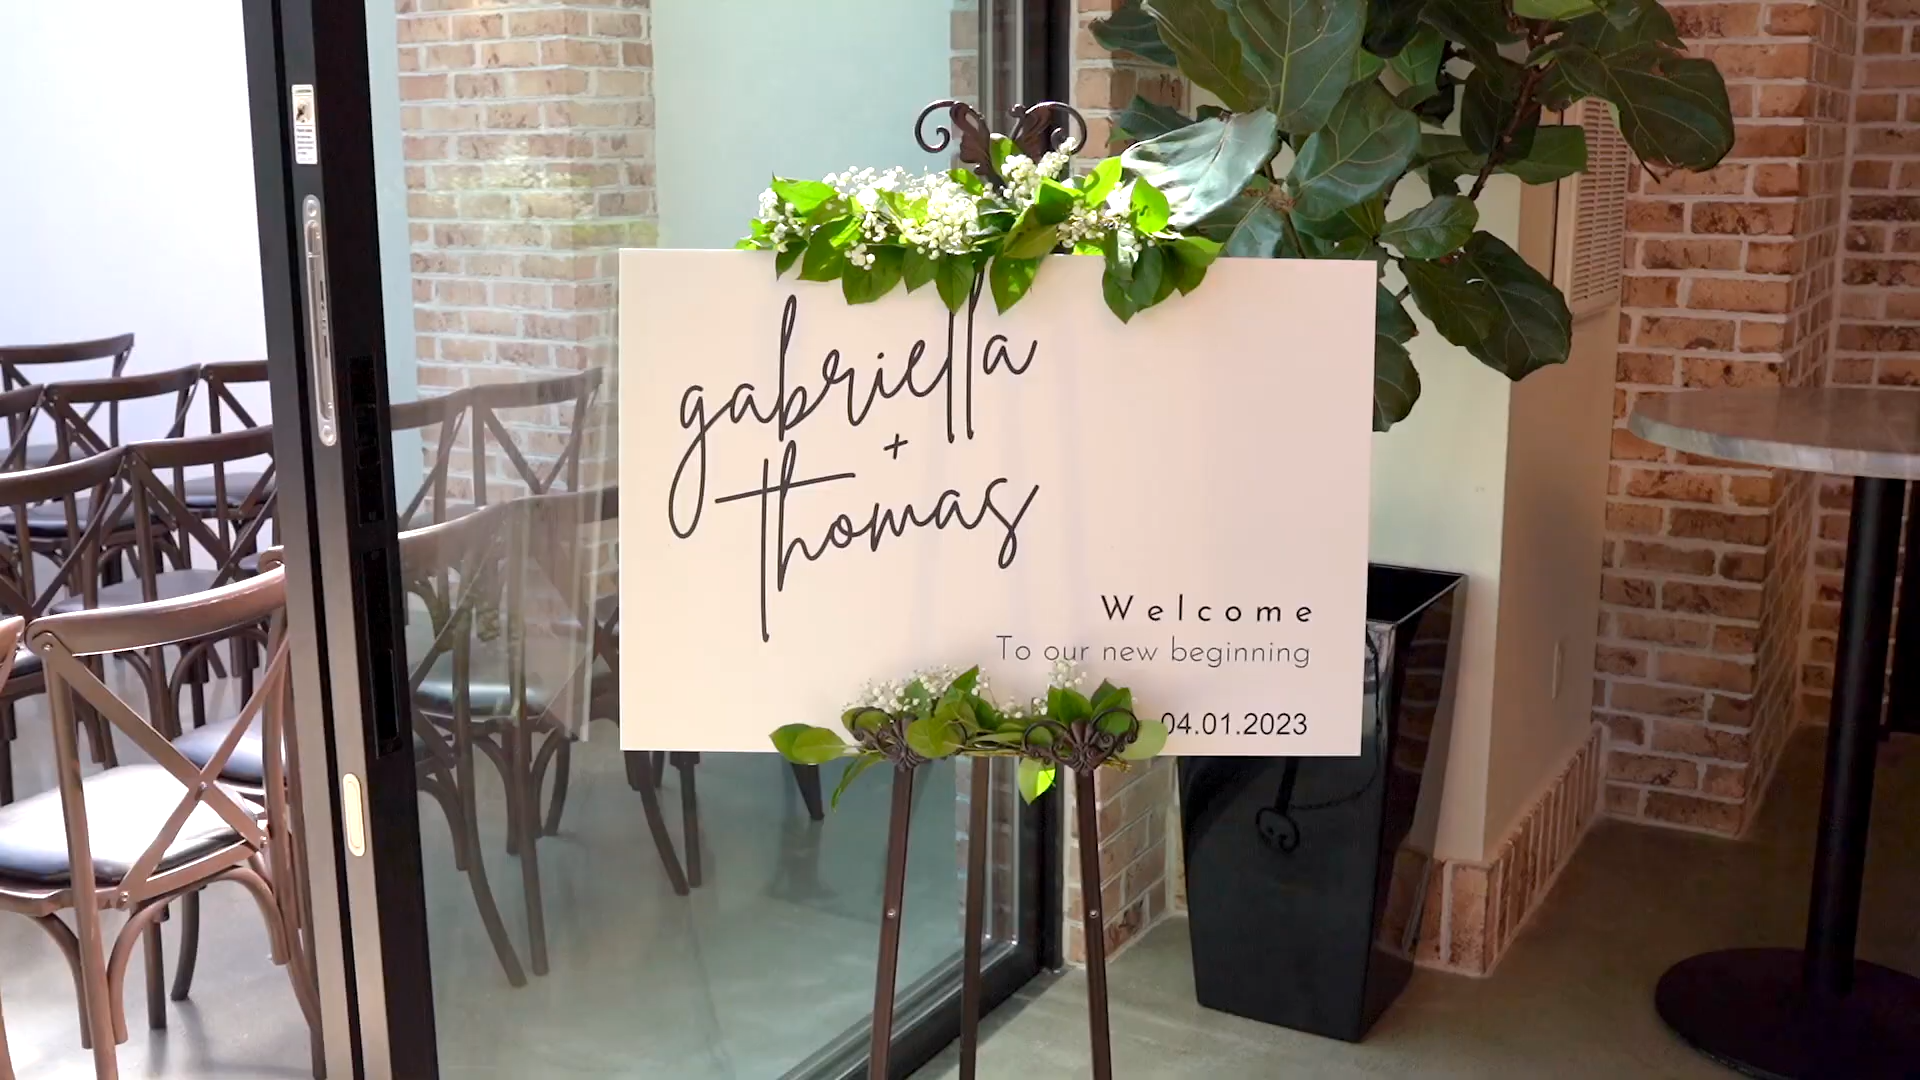 gabriella
+
thomas
Welcome
To our new beginning
04.01.2023